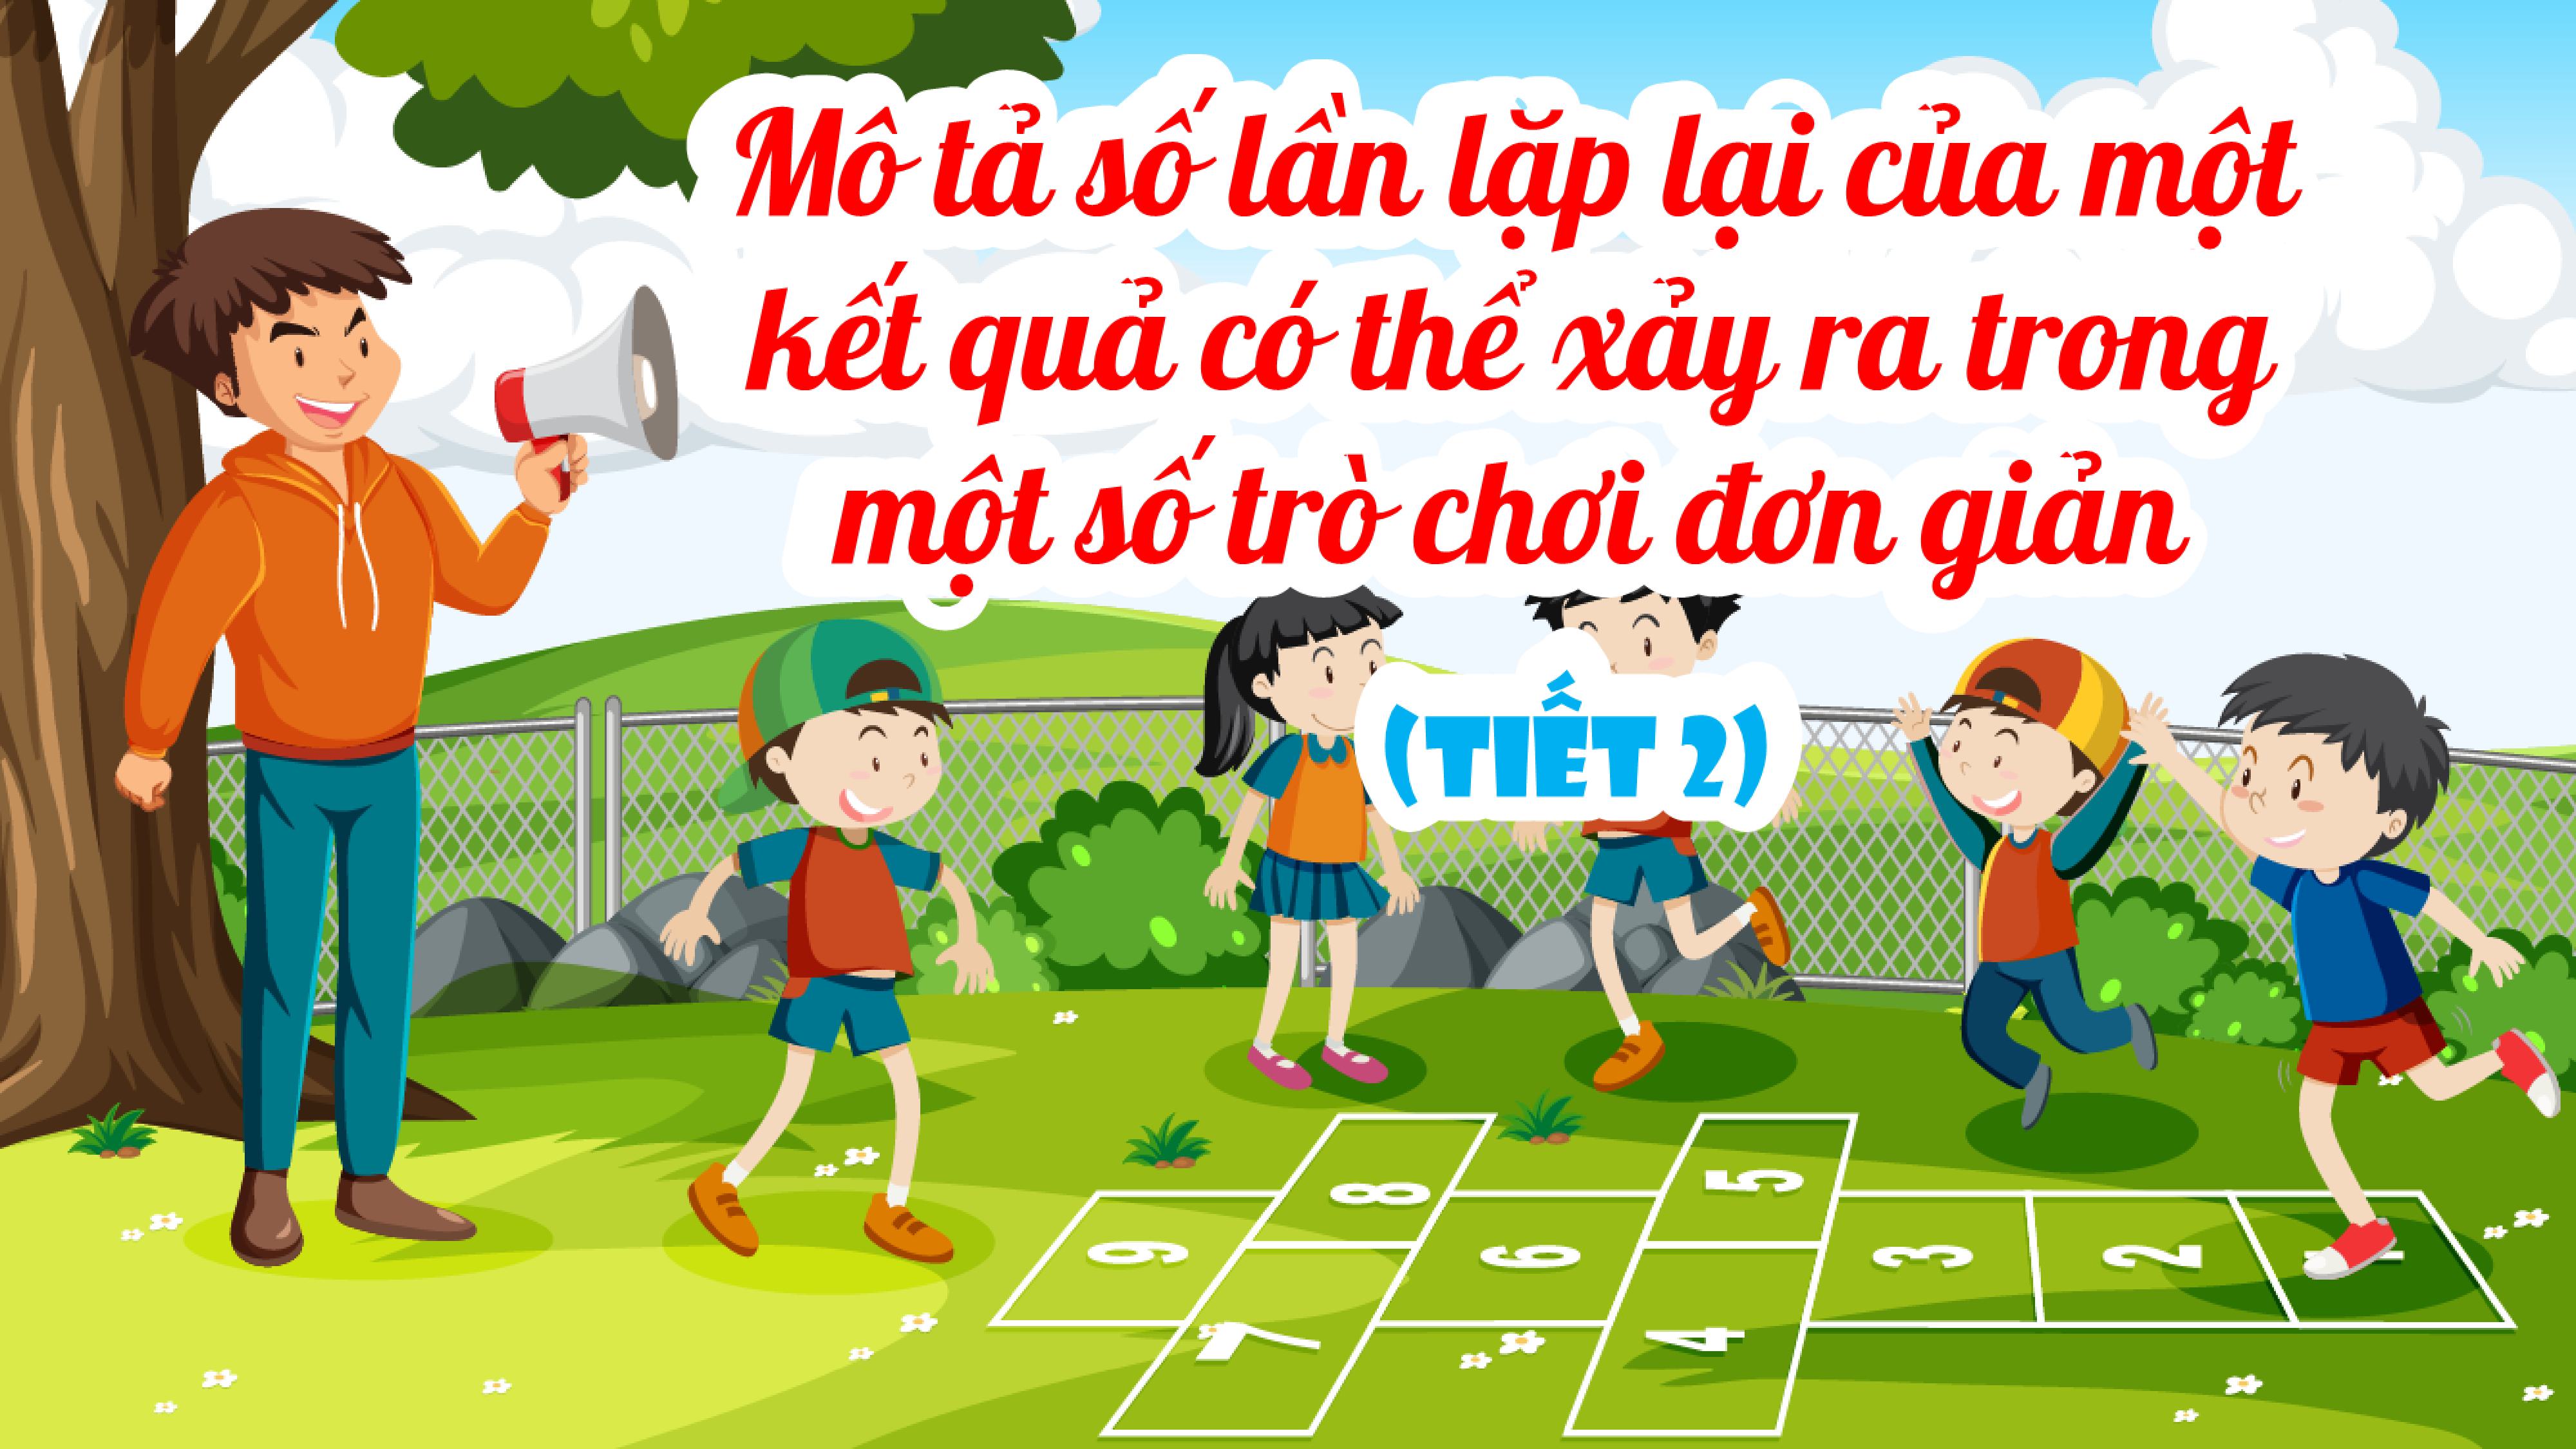 Mô tả số lần lặp lại của một
kết quả có thể xảy ra trong
một số trò chơi đơn giản
(TIẾT 2)
8
5
9
6
3
2
1
7
4